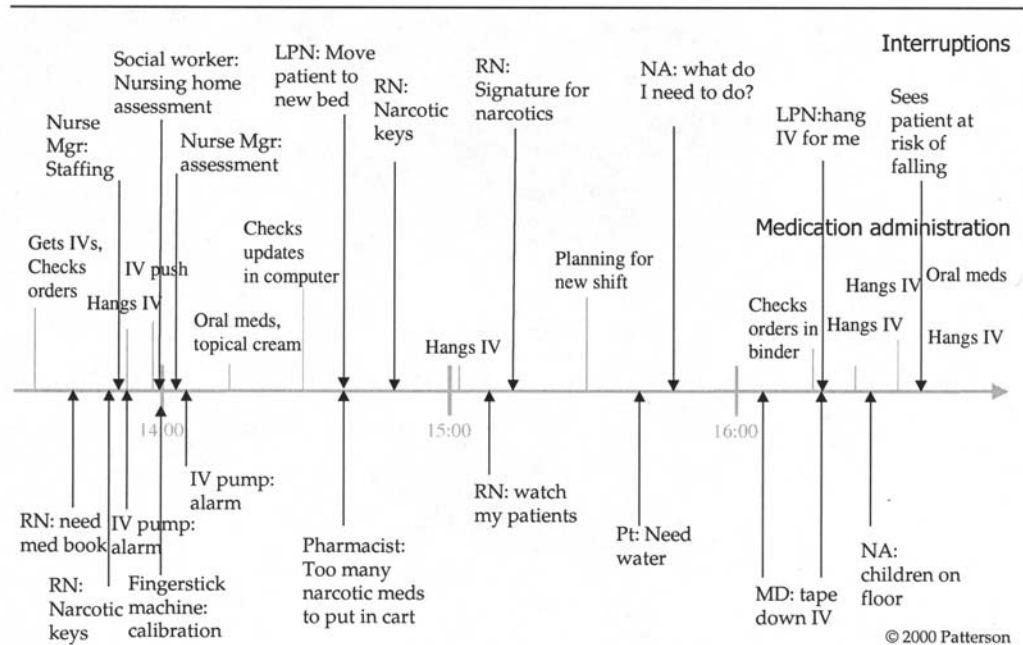 Interruptions
Social worker:
Nursing home
assessment
LPN: Move
patient to
new bed
RN:
Narcotic
keys
RN:
Signature for
narcotics
NA: what do
I need to do?
LPN:hang
IV for me
Sees
patient at
risk of
falling
Nurse
Mgr:
Staffing
Nurse Mgr:
assessment
Medication administration
Gets IVs,
Checks
orders
IV push
Hangs IV
Checks
updates
in computer
Oral meds,
topical cream
Hangs IV
Planning for
new shift
Checks
orders in
binder
Hangs IV
Hangs IV
Oral meds
Hangs IV
14:00
15:00
16:00
RN: need
med book
RN:
Narcotic
keys
IV pump:
alarm
Fingerstick
machine:
calibration
IV pump:
alarm
Pharmacist:
Too many
narcotic meds
to put in cart
RN: watch
my patients
Pt: Need
water
MD: tape
down IV
NA:
children on
floor
© 2000 Patterson